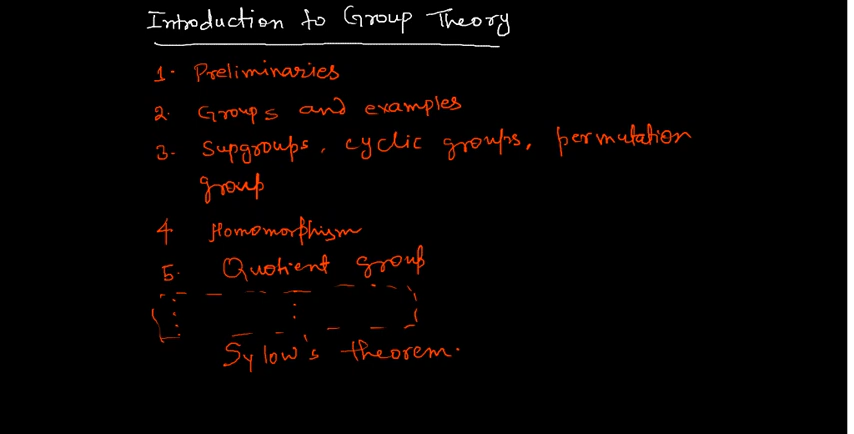 Introduction to Group Theory
1. Preliminaries
2. Groups and examples
3. Supgroups, cyclic groups, permutation
group
4 Homomorphism
5. Quotient group
Sylow's theorem.